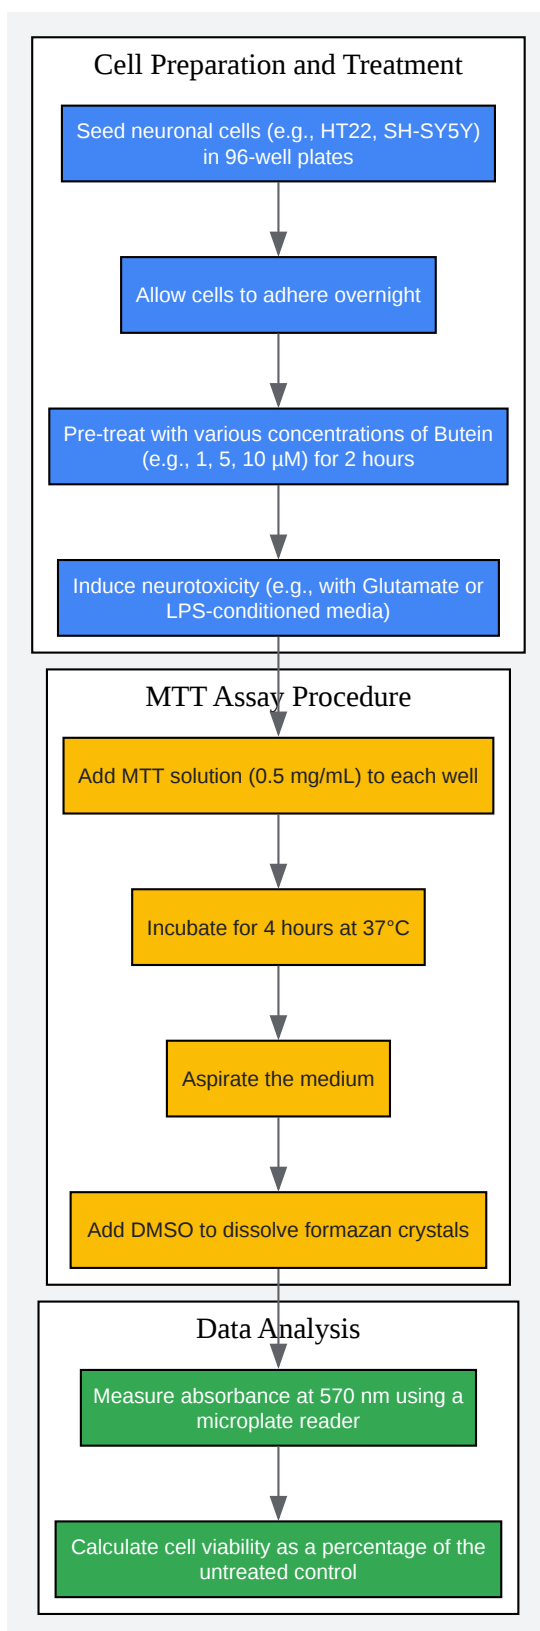 Cell Preparation and Treatment
Seed neuronal cells (e.g., HT22, SH-SY5Y)
in 96-well plates
Allow cells to adhere overnight
Pre-treat with various concentrations of Butein
(e.g., 1, 5, 10 µM) for 2 hours
Induce neurotoxicity (e.g., with Glutamate or
LPS-conditioned media)
MTT Assay Procedure
Add MTT solution (0.5 mg/mL) to each well
Incubate for 4 hours at 37°C
Aspirate the medium
Add DMSO to dissolve formazan crystals
Data Analysis
Measure absorbance at 570 nm using a
microplate reader
Calculate cell viability as a percentage of the
untreated control